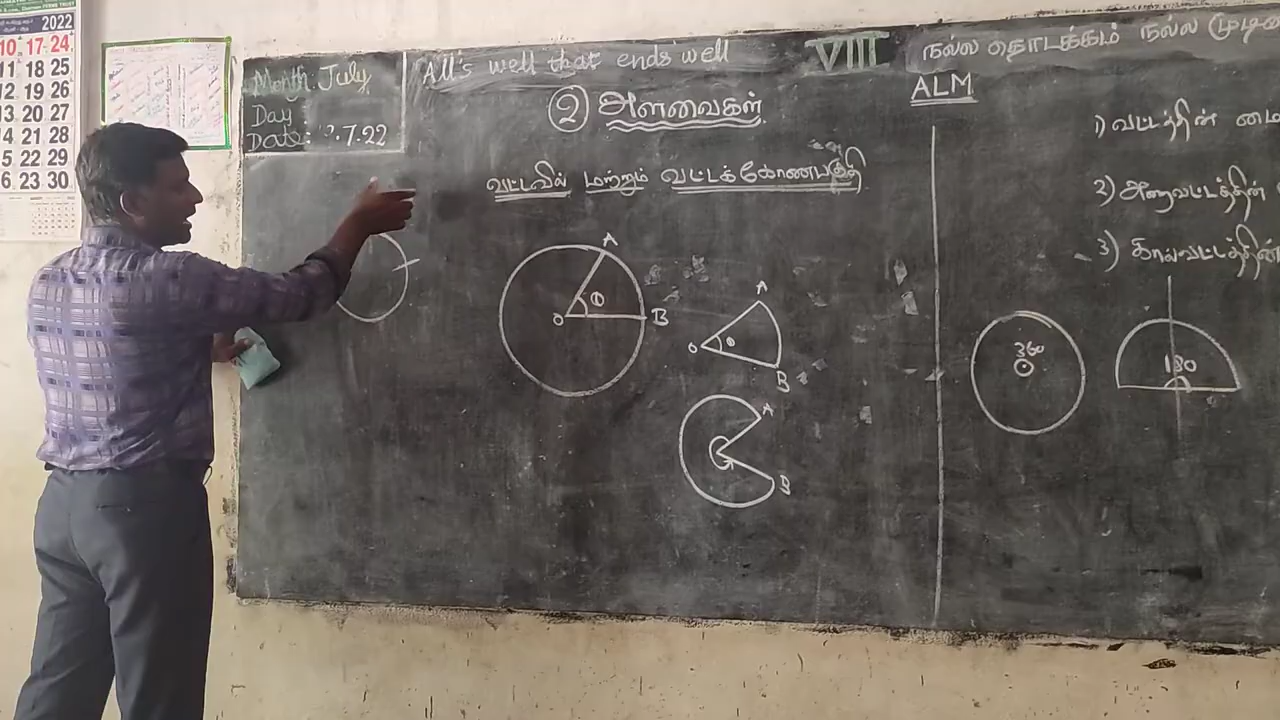 2022
10 17 24
11 18 25
12 19 26
13 20 27
14 21 28
15 22 29
16 23 30
Month: July
Day
Date: .7.22
All's well that ends well
VIII
நல்ல தொடக்கம் நல்ல
② அளவைகள்
ALM
வட்டவில் மற்றும் வட்டக்கோணபகுதி
1) வட்டத்தின் மை
2) அரைவட்டத்தின்
3) கால்வட்டத்தின்
A
θ
O
B
A
O
θ
B
A
B
360
180